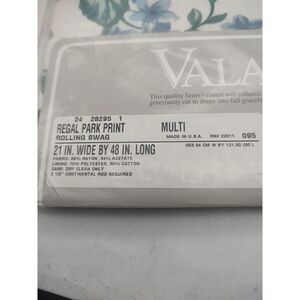 VALA
This quality Sears valance will enhance
generously cut to drape into full graceful
24 28295 1
REGAL PARK PRINT MULTI
ROLLING SWAG MADE IN U.S.A. RN# 22011 095
21 IN. WIDE BY 48 IN. LONG 053.34 CM W BY 121.92 CM L
FABRIC: 66% RAYON, 34% ACETATE
LINING: 70% POLYESTER, 30% COTTON
CARE: DRY CLEAN ONLY
2 1/2" CONTINENTAL ROD REQUIRED